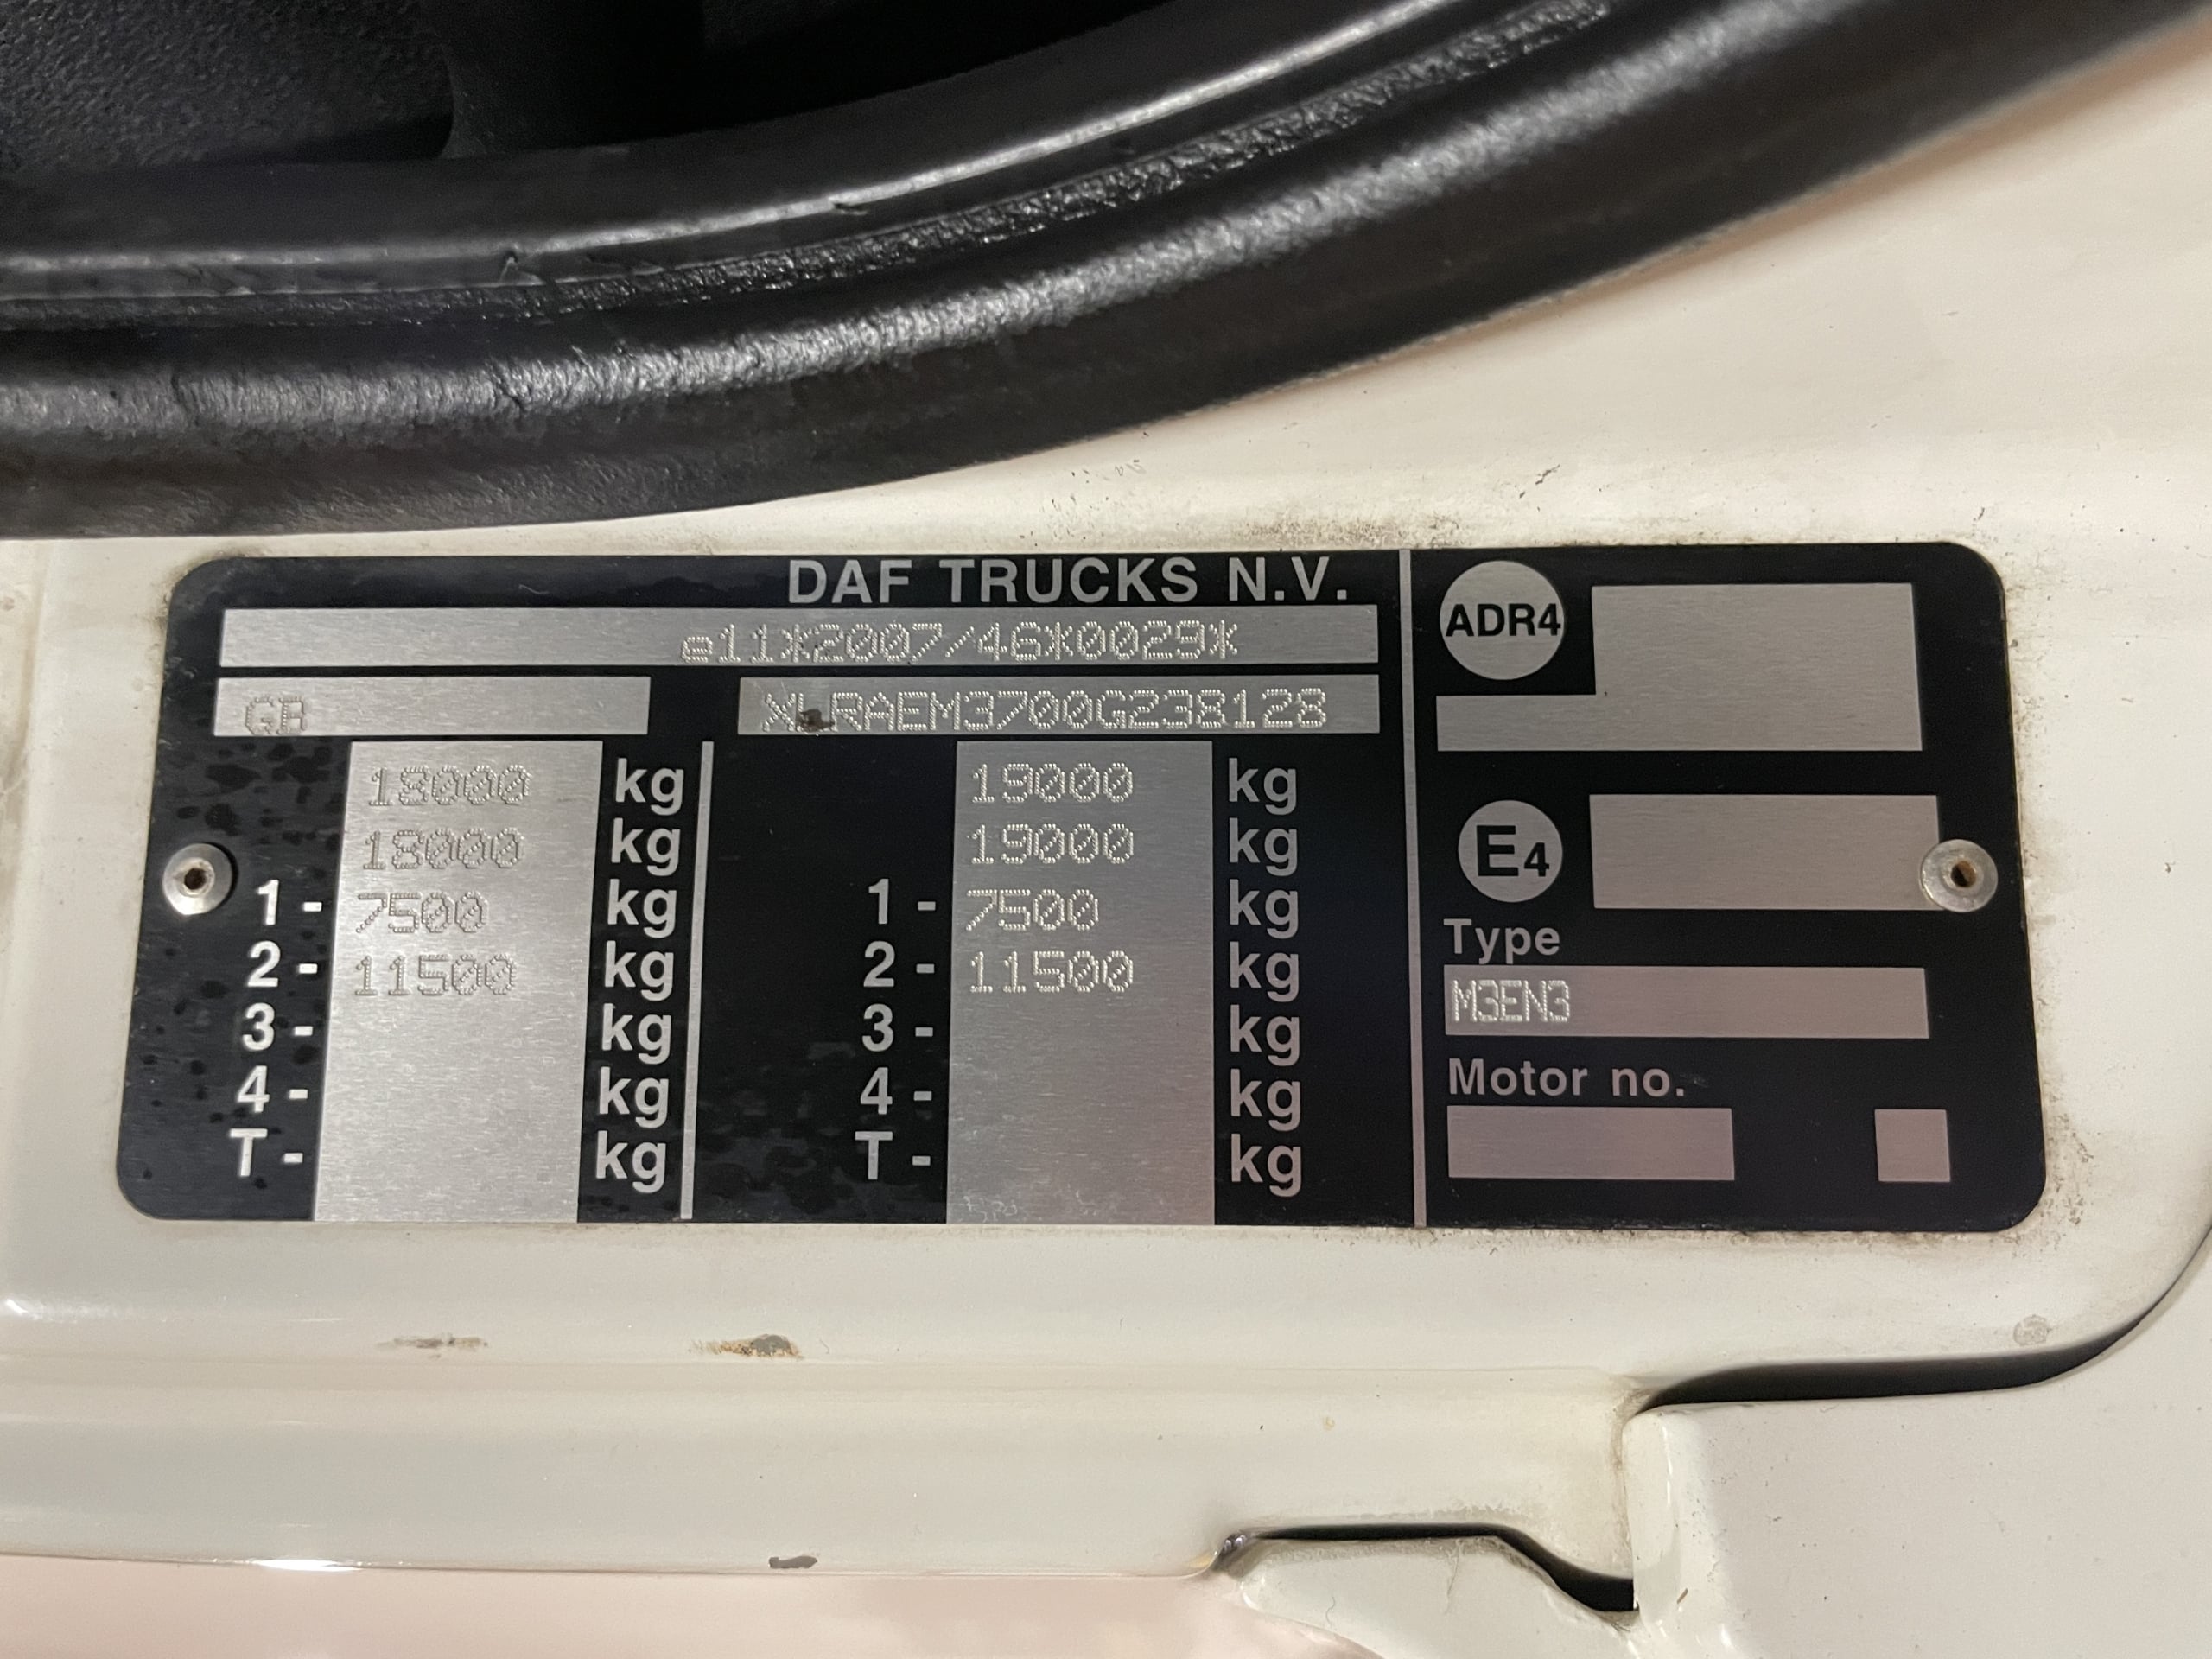 DAF TRUCKS N.V.
e11*2007/46*0029*
GB XLRAEM3700G238128
18000 kg 19000 kg
18000 kg 19000 kg
1- 7500 kg 1- 7500 kg
2- 11500 kg 2- 11500 kg
3- kg 3- kg
4- kg 4- kg
T- kg T- kg
ADR4
E4
Type
M3EN3
Motor no.